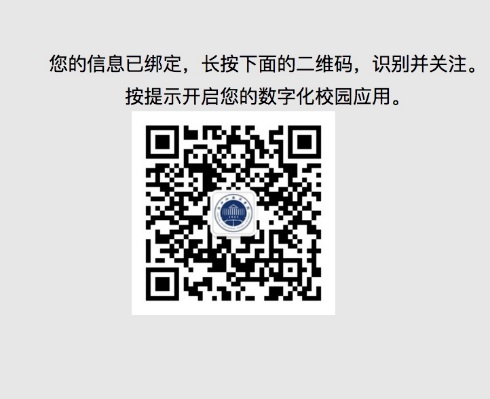 您的信息已绑定，长按下面的二维码，识别并关注。
按提示开启您的数字化校园应用。